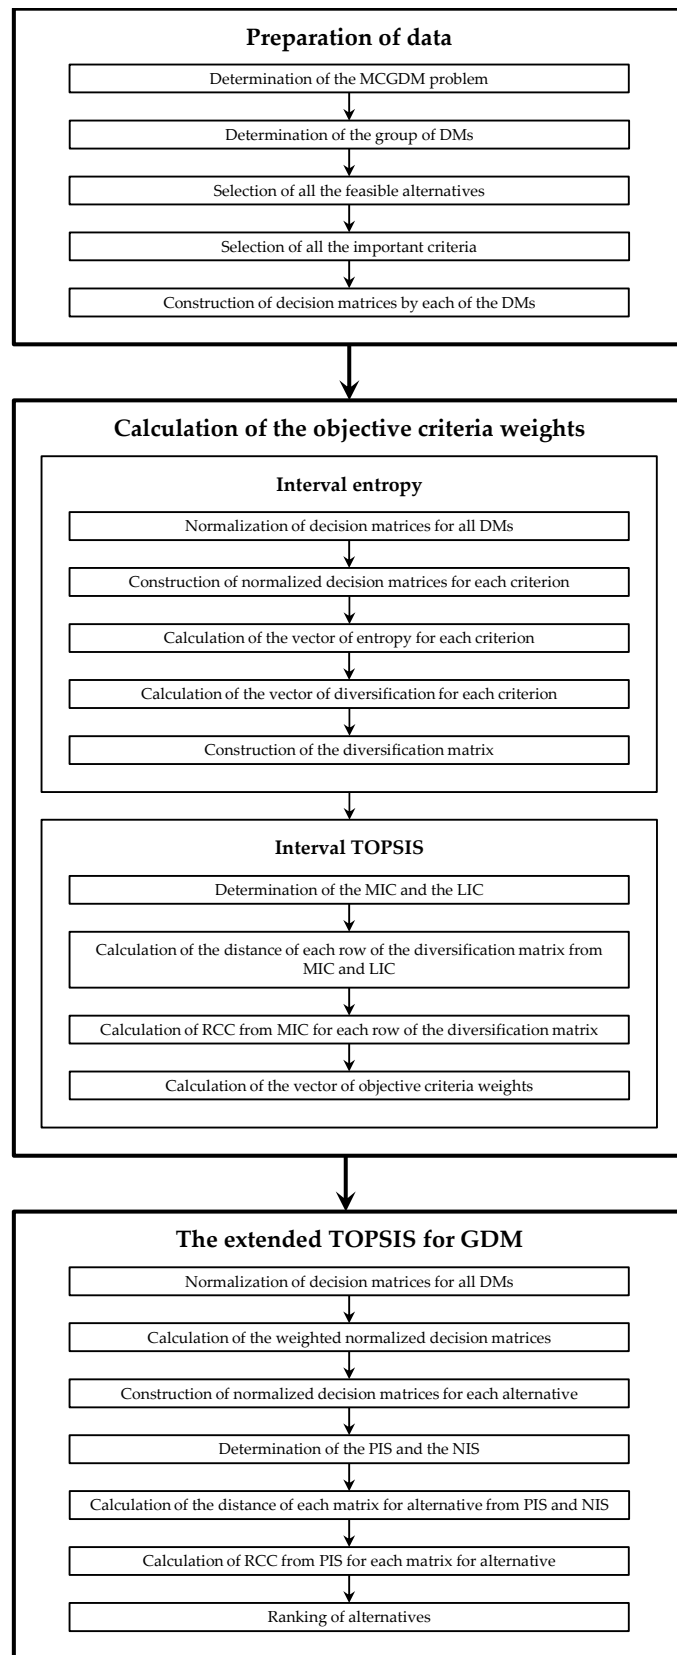 Preparation of data
Determination of the MCGDM problem
Determination of the group of DMs
Selection of all the feasible alternatives
Selection of all the important criteria
Construction of decision matrices by each of the DMs
Calculation of the objective criteria weights
Interval entropy
Normalization of decision matrices for all DMs
Construction of normalized decision matrices for each criterion
Calculation of the vector of entropy for each criterion
Calculation of the vector of diversification for each criterion
Construction of the diversification matrix
Interval TOPSIS
Determination of the MIC and the LIC
Calculation of the distance of each row of the diversification matrix from
MIC and LIC
Calculation of RCC from MIC for each row of the diversification matrix
Calculation of the vector of objective criteria weights
The extended TOPSIS for GDM
Normalization of decision matrices for all DMs
Calculation of the weighted normalized decision matrices
Construction of normalized decision matrices for each alternative
Determination of the PIS and the NIS
Calculation of the distance of each matrix for alternative from PIS and NIS
Calculation of RCC from PIS for each matrix for alternative
Ranking of alternatives